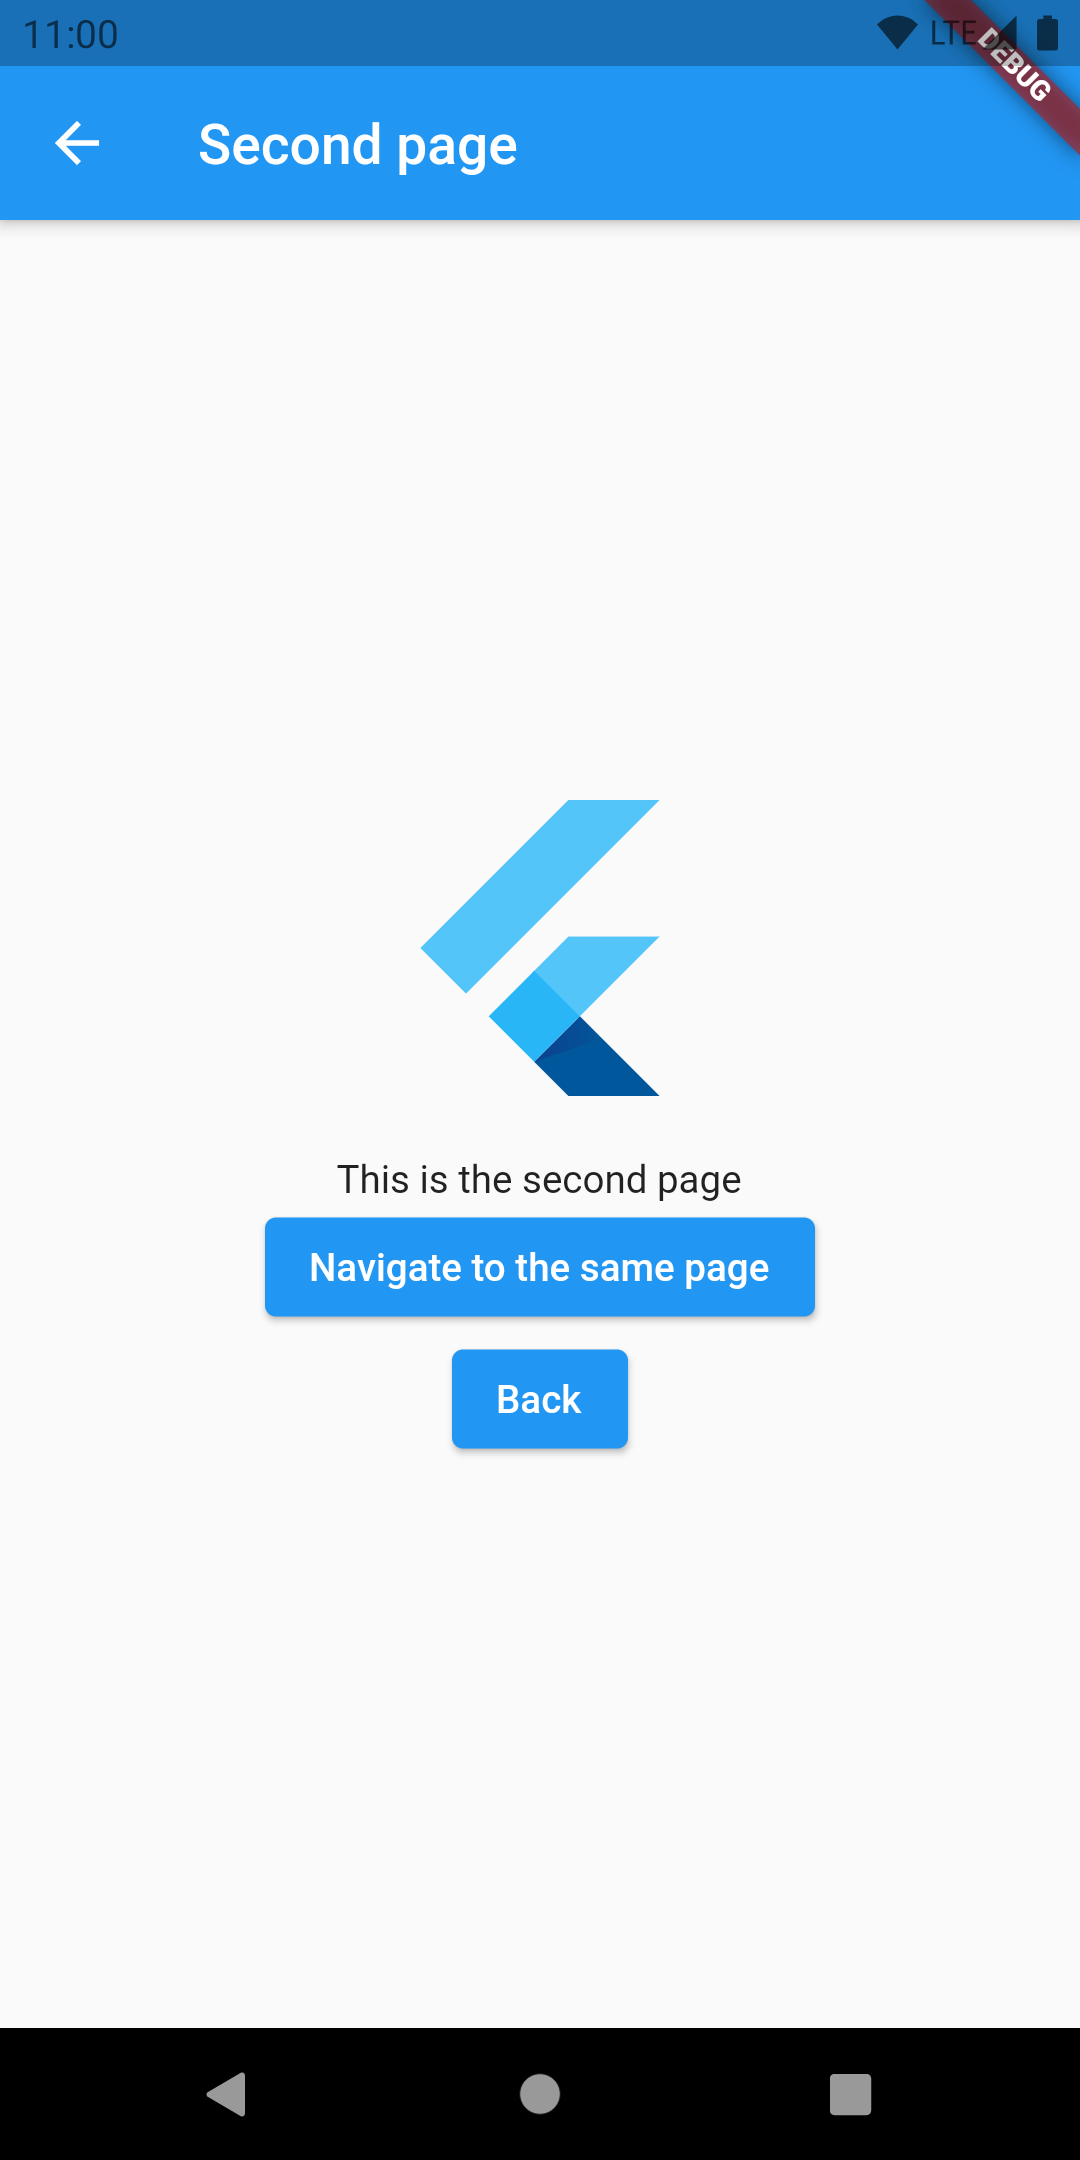 11:00
LTE
DEBUG
Second page
This is the second page
Navigate to the same page
Back